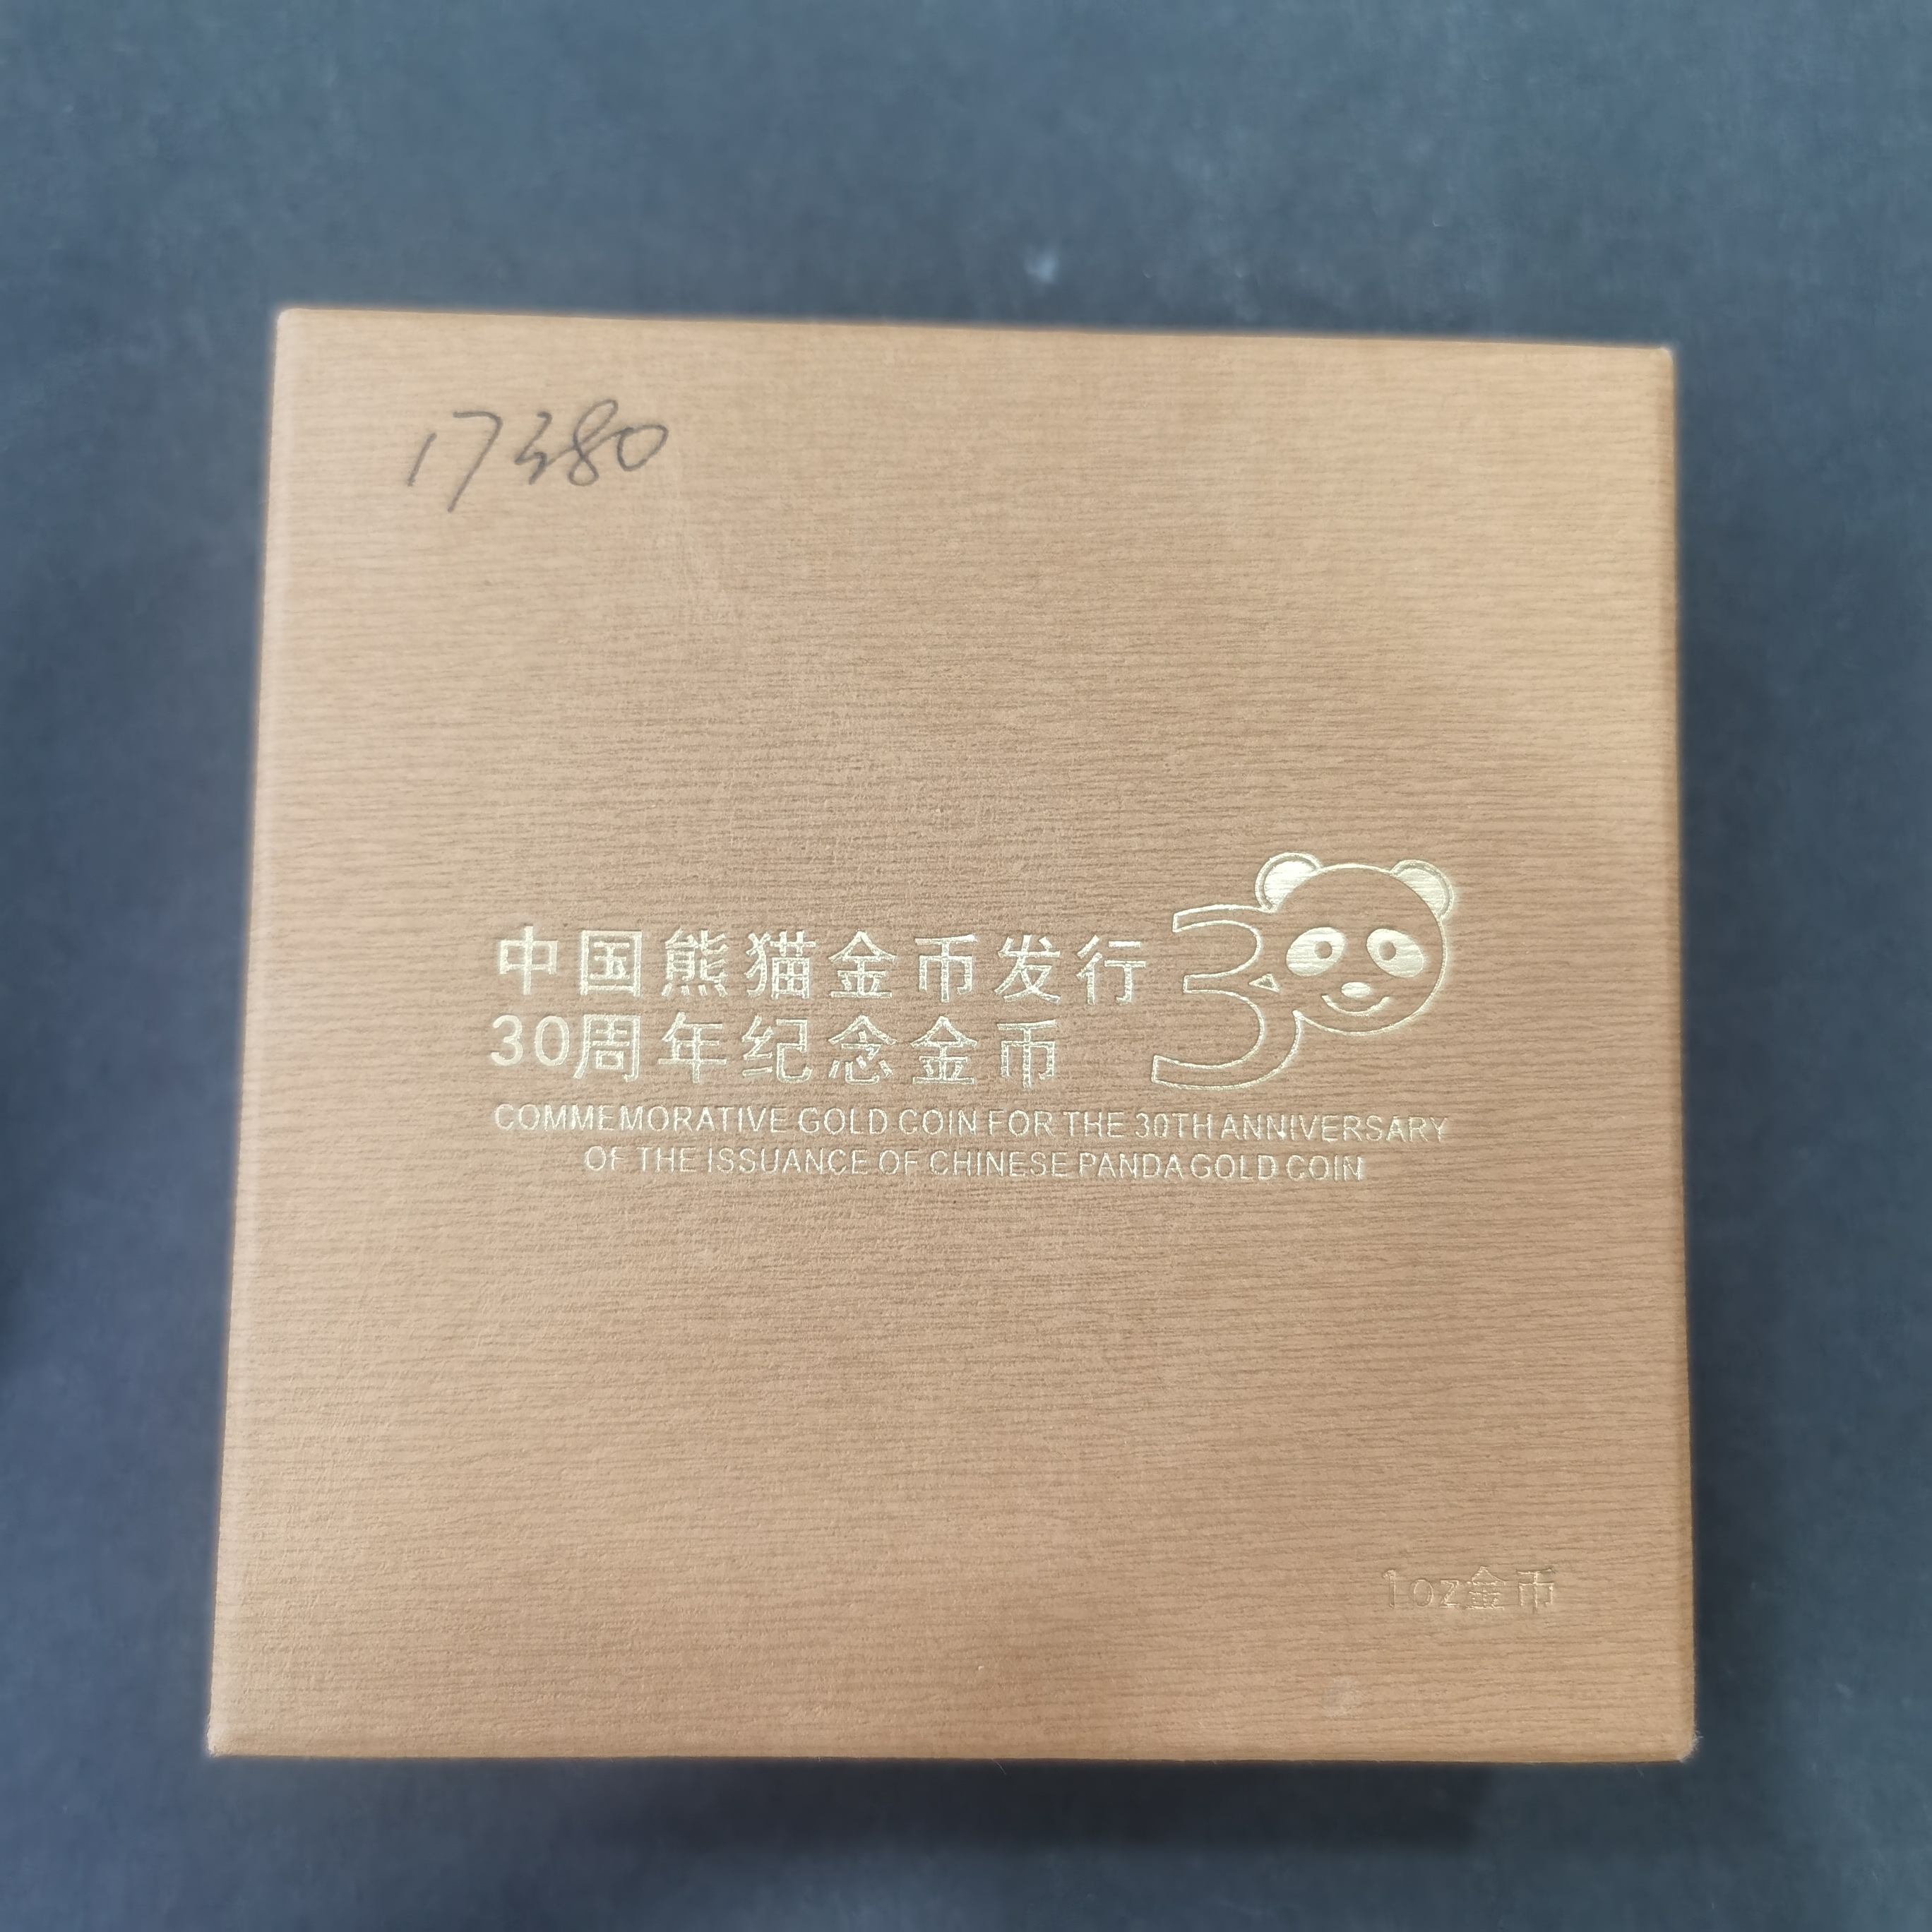 17380
中国熊猫金币发行
30周年纪念金币
30
COMMEMORATIVE GOLD COIN FOR THE 30TH ANNIVERSARY
OF THE ISSUANCE OF CHINESE PANDA GOLD COIN
1oz金币